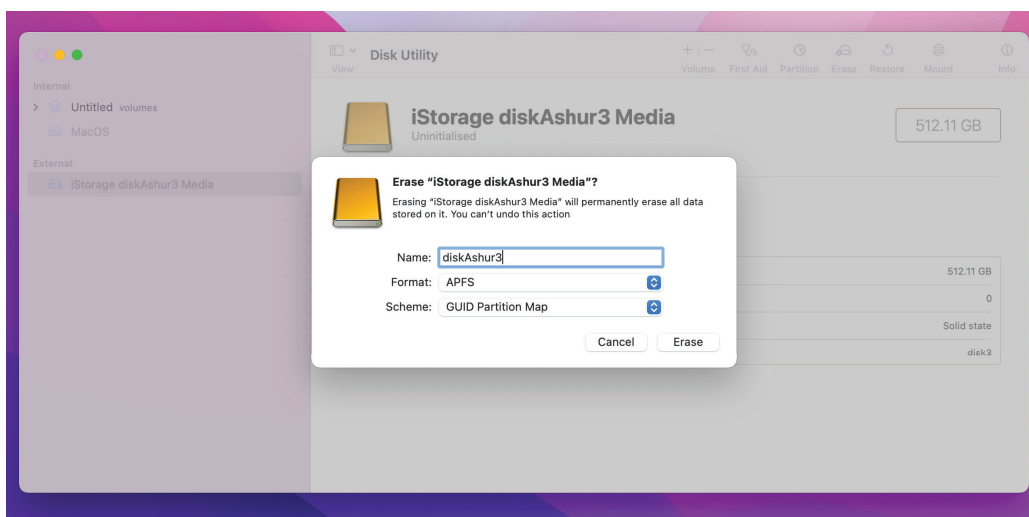 Disk Utility
View
Volume First Aid Partition Erase Restore Mount Info
Internal
Untitled volumes
MacOS
External
iStorage diskAshur3 Media
iStorage diskAshur3 Media
Uninitialised
512.11 GB
Erase “iStorage diskAshur3 Media”?
Erasing “iStorage diskAshur3 Media” will permanently erase all data
stored on it. You can’t undo this action
Name: diskAshur3
Format: APFS
Scheme: GUID Partition Map
Cancel Erase
512.11 GB
0
Solid state
disk3